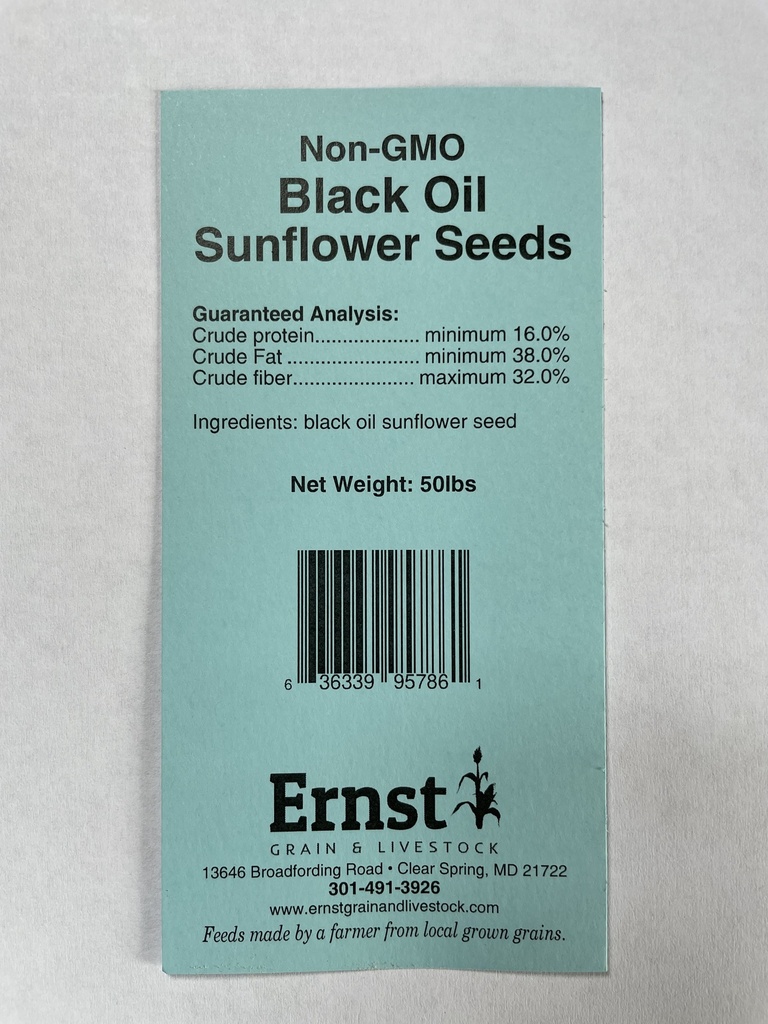 Non-GMO
Black Oil
Sunflower Seeds
Guaranteed Analysis:
Crude protein................... minimum 16.0%
Crude Fat ........................ minimum 38.0%
Crude fiber...................... maximum 32.0%
Ingredients: black oil sunflower seed
Net Weight: 50lbs
6 36339 95786 1
Ernst
GRAIN & LIVESTOCK
13646 Broadfording Road • Clear Spring, MD 21722
301-491-3926
www.ernstgrainandlivestock.com
Feeds made by a farmer from local grown grains.